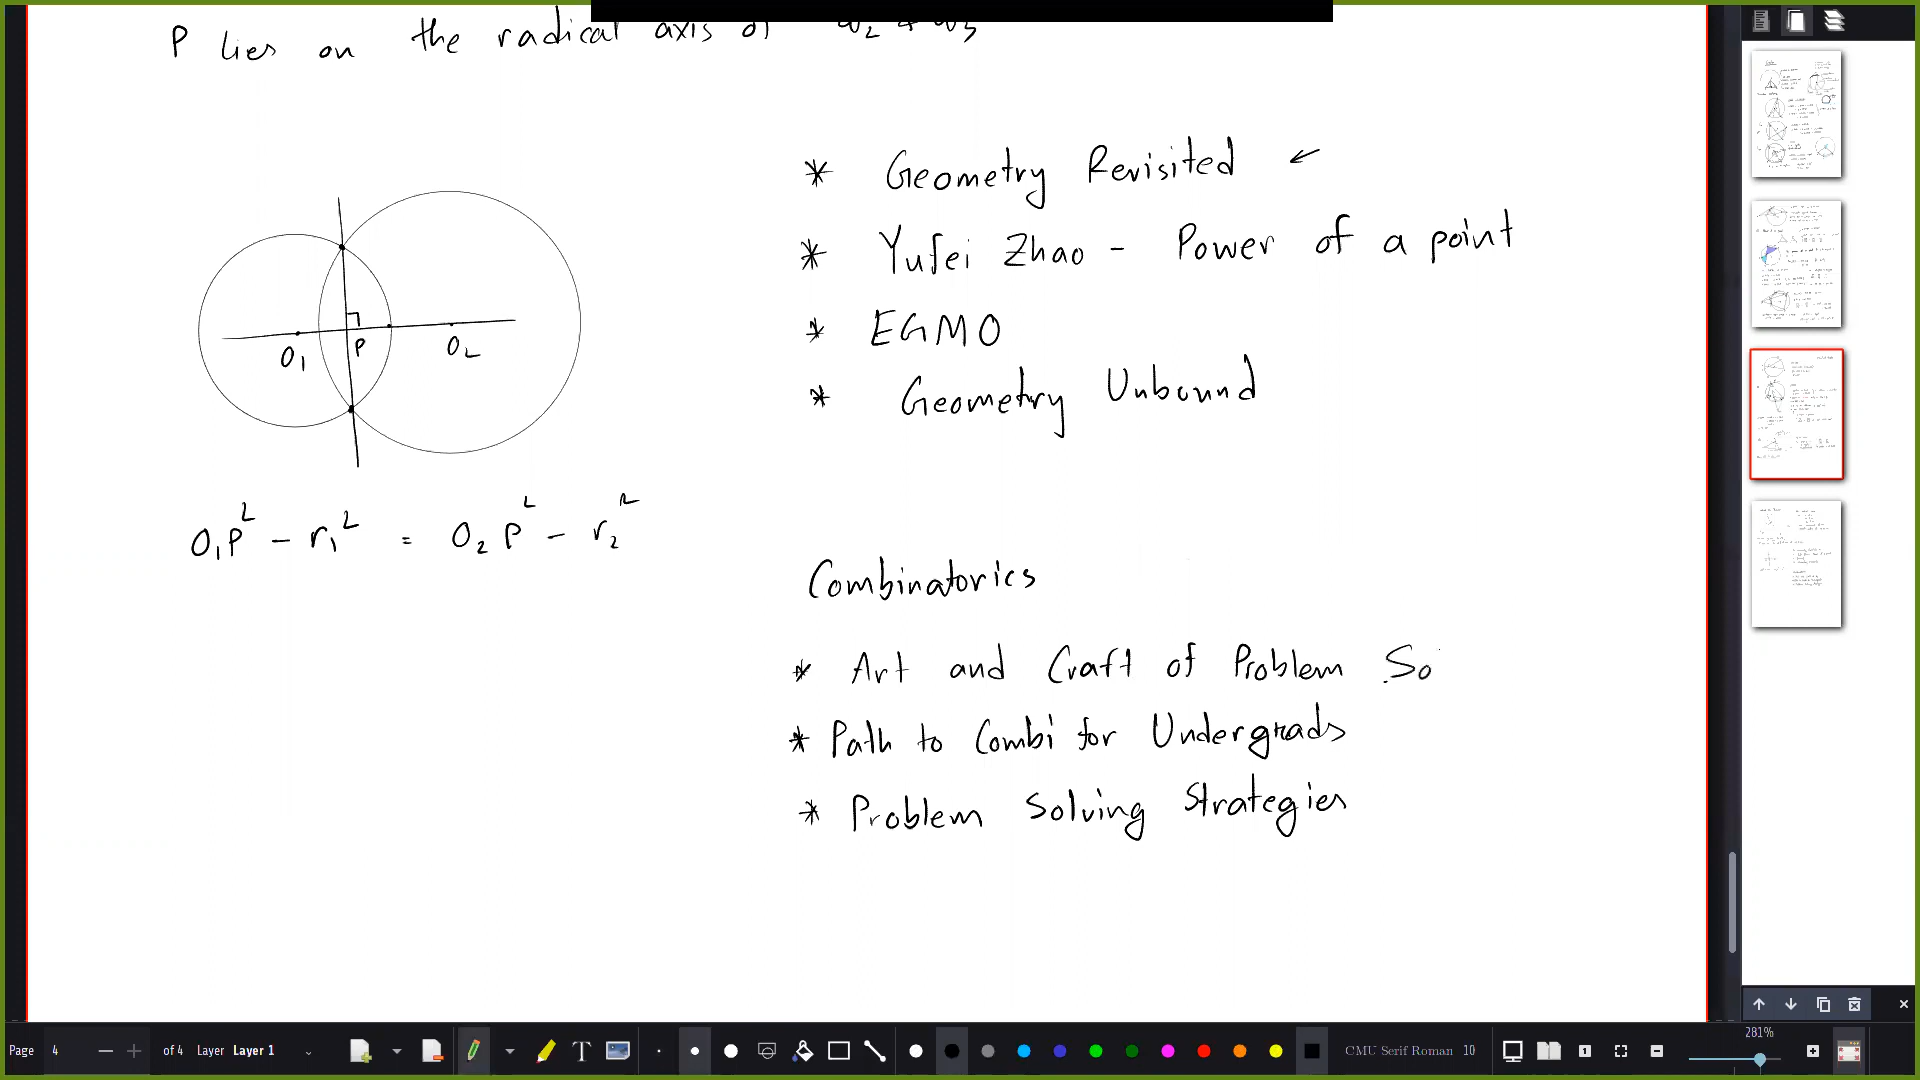 P lies on the radical axis of ω₂ & ω₃
* Geometry Revisited ←
* Yufei Zhao - Power of a point
* EGMO
* Geometry Unbound
O₁ P O₂
O₁P² - r₁² = O₂P² - r₂²
Combinatorics
* Art and Craft of Problem So
* Path to Combi for Undergrads
* Problem Solving Strategies
281%
Page 4 of 4 Layer Layer 1 CMU Serif Roman 10